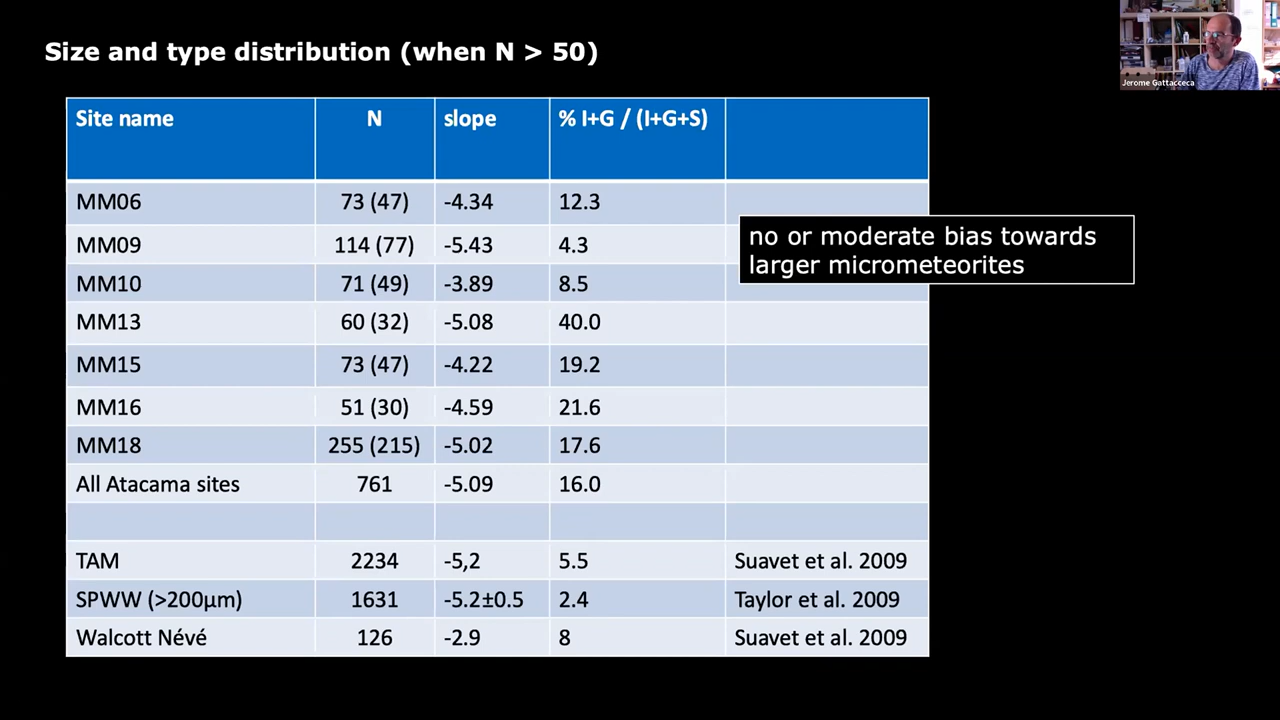 Size and type distribution (when N > 50)
Jerome Gattacceca
Site name N slope % I+G / (I+G+S)
MM06 73 (47) -4.34 12.3
no or moderate bias towards
larger micrometeorites
MM09 114 (77) -5.43 4.3
MM10 71 (49) -3.89 8.5
MM13 60 (32) -5.08 40.0
MM15 73 (47) -4.22 19.2
MM16 51 (30) -4.59 21.6
MM18 255 (215) -5.02 17.6
All Atacama sites 761 -5.09 16.0
TAM 2234 -5,2 5.5 Suavet et al. 2009
SPWW (>200µm) 1631 -5.2±0.5 2.4 Taylor et al. 2009
Walcott Névé 126 -2.9 8 Suavet et al. 2009